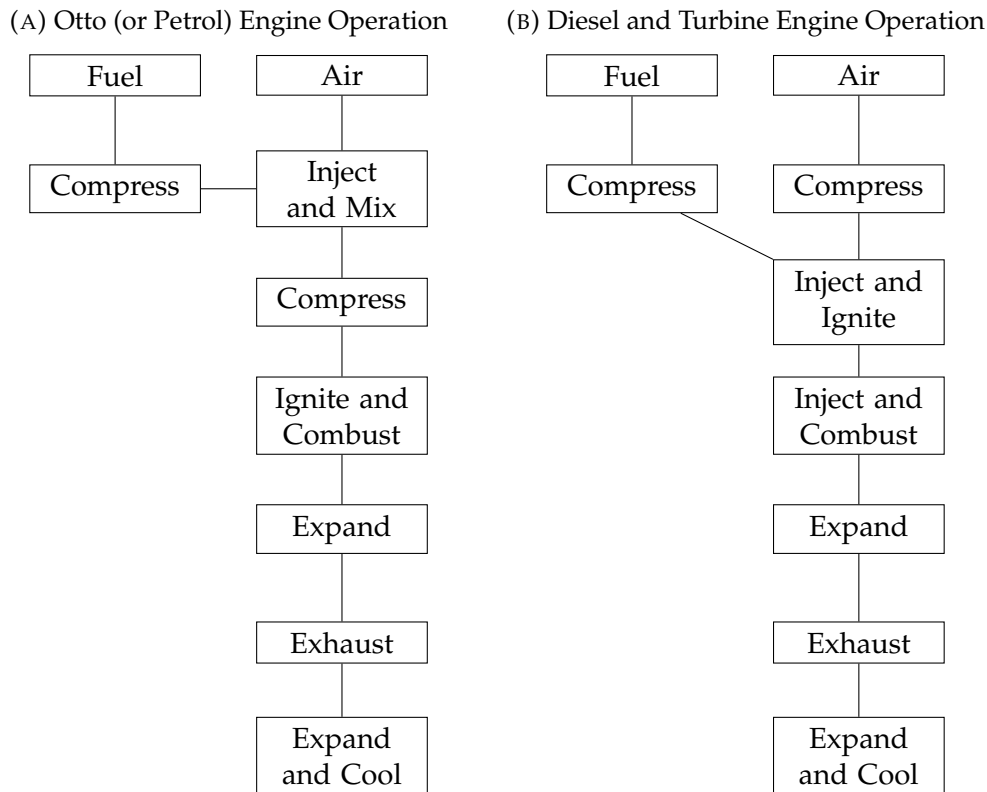 (A) Otto (or Petrol) Engine Operation
Fuel
Air
Compress
Inject
and Mix
Compress
Ignite and
Combust
Expand
Exhaust
Expand
and Cool
(B) Diesel and Turbine Engine Operation
Fuel
Air
Compress
Compress
Inject and
Ignite
Inject and
Combust
Expand
Exhaust
Expand
and Cool